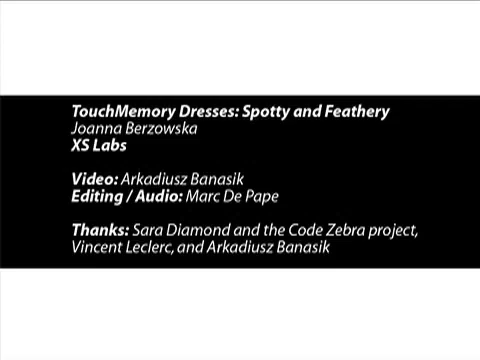 TouchMemory Dresses: Spotty and Feathery
Joanna Berzowska
XS Labs
Video: Arkadiusz Banasik
Editing / Audio: Marc De Pape
Thanks: Sara Diamond and the Code Zebra project,
Vincent Leclerc, and Arkadiusz Banasik